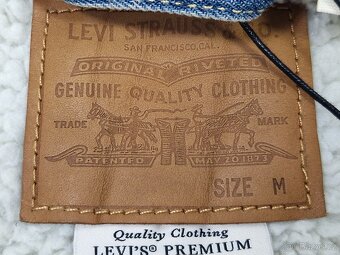 LEVI STRAUSS & CO.
SAN FRANCISCO, CAL.
ORIGINAL RIVETED
GENUINE QUALITY CLOTHING
TRADE MARK
PATENTED MAY 20 1873
SIZE M
Quality Clothing
LEVI'S® PREMIUM